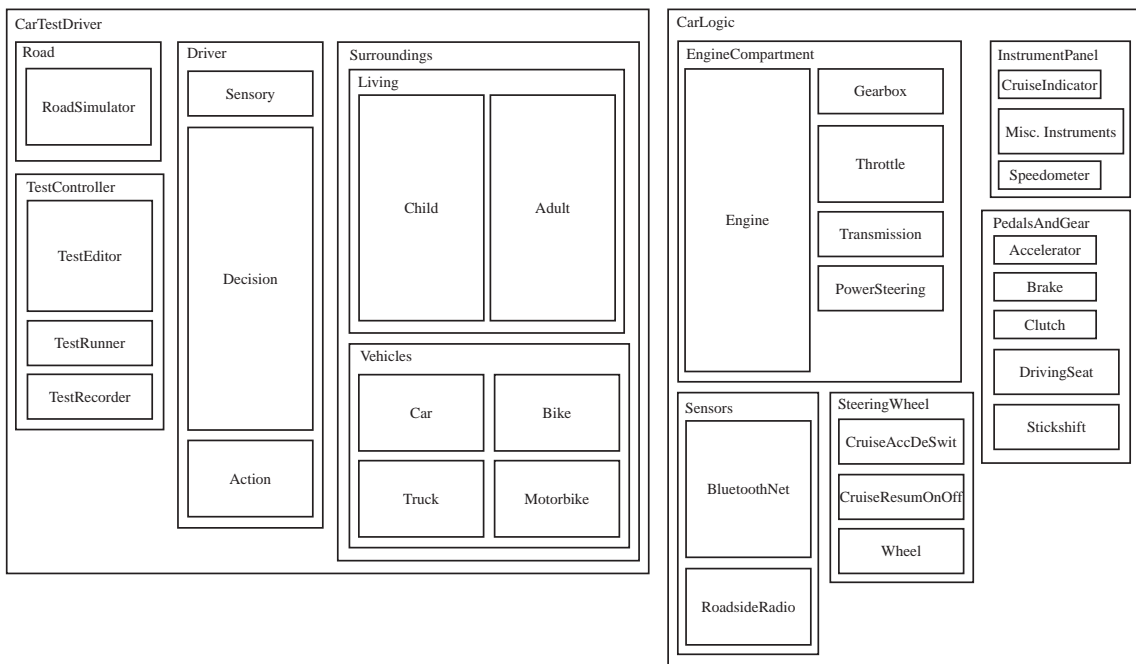 CarTestDriver
Road
RoadSimulator
TestController
TestEditor
TestRunner
TestRecorder
Driver
Sensory
Decision
Action
Surroundings
Living
Child
Adult
Vehicles
Car
Bike
Truck
Motorbike
CarLogic
EngineCompartment
Engine
Gearbox
Throttle
Transmission
PowerSteering
Sensors
BluetoothNet
RoadsideRadio
SteeringWheel
CruiseAccDeSwit
CruiseResumOnOff
Wheel
InstrumentPanel
CruiseIndicator
Misc. Instruments
Speedometer
PedalsAndGear
Accelerator
Brake
Clutch
DrivingSeat
Stickshift